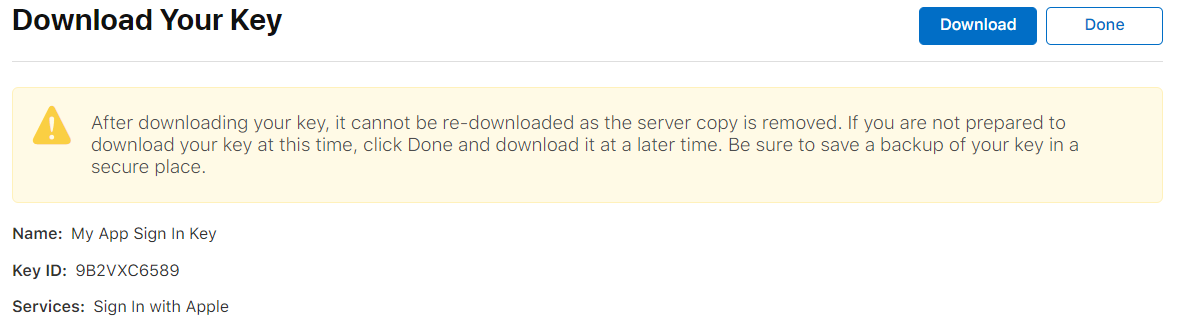 Download Your Key
Download
Done
After downloading your key, it cannot be re-downloaded as the server copy is removed. If you are not prepared to
download your key at this time, click Done and download it at a later time. Be sure to save a backup of your key in a
secure place.
Name: My App Sign In Key
Key ID: 9B2VXC6589
Services: Sign In with Apple